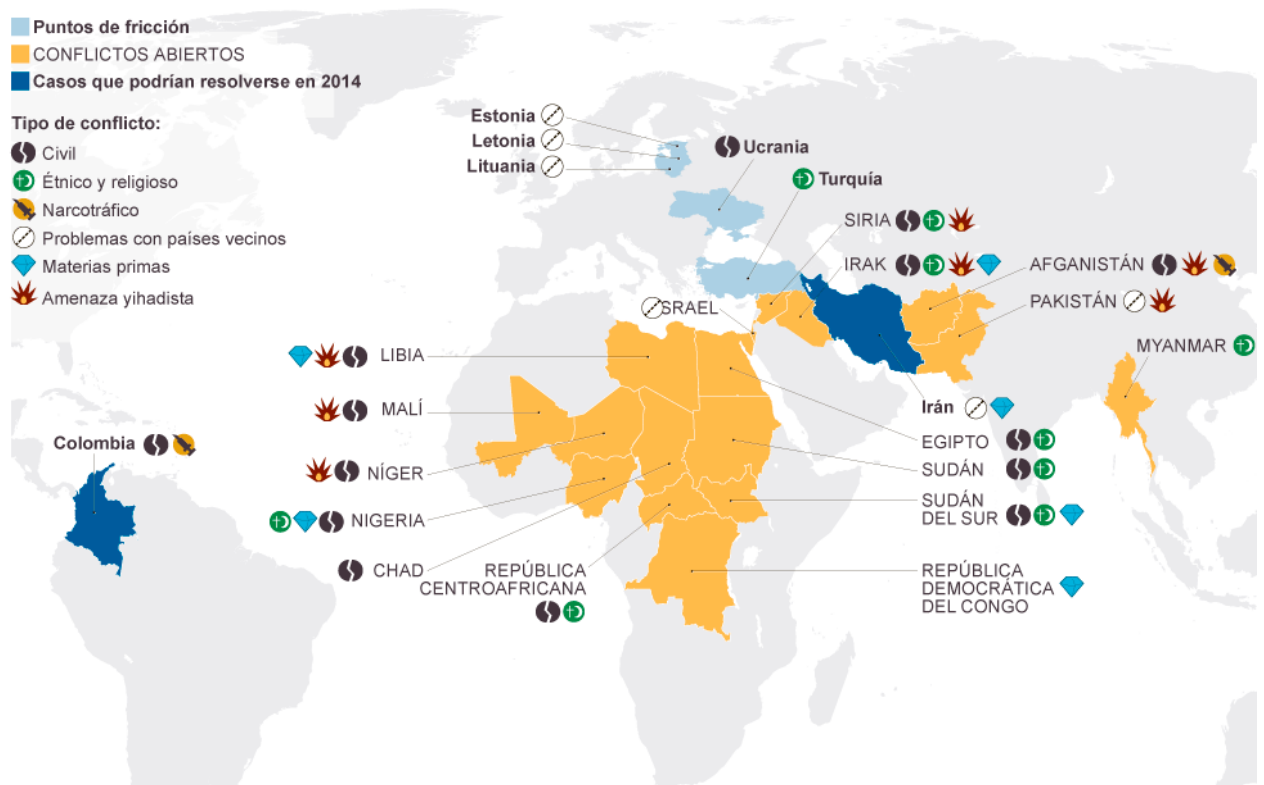 Puntos de fricción
CONFLICTOS ABIERTOS
Casos que podrían resolverse en 2014
Tipo de conflicto:
Civil
Étnico y religioso
Narcotráfico
Problemas con países vecinos
Materias primas
Amenaza yihadista
Estonia
Letonia
Lituania
Ucrania
Turquía
SIRIA
IRAK
AFGANISTÁN
PAKISTÁN
ISRAEL
MYANMAR
LIBIA
MALÍ
Irán
Colombia
EGIPTO
NÍGER
SUDÁN
SUDÁN
DEL SUR
NIGERIA
CHAD
REPÚBLICA
CENTROAFRICANA
REPÚBLICA
DEMOCRÁTICA
DEL CONGO